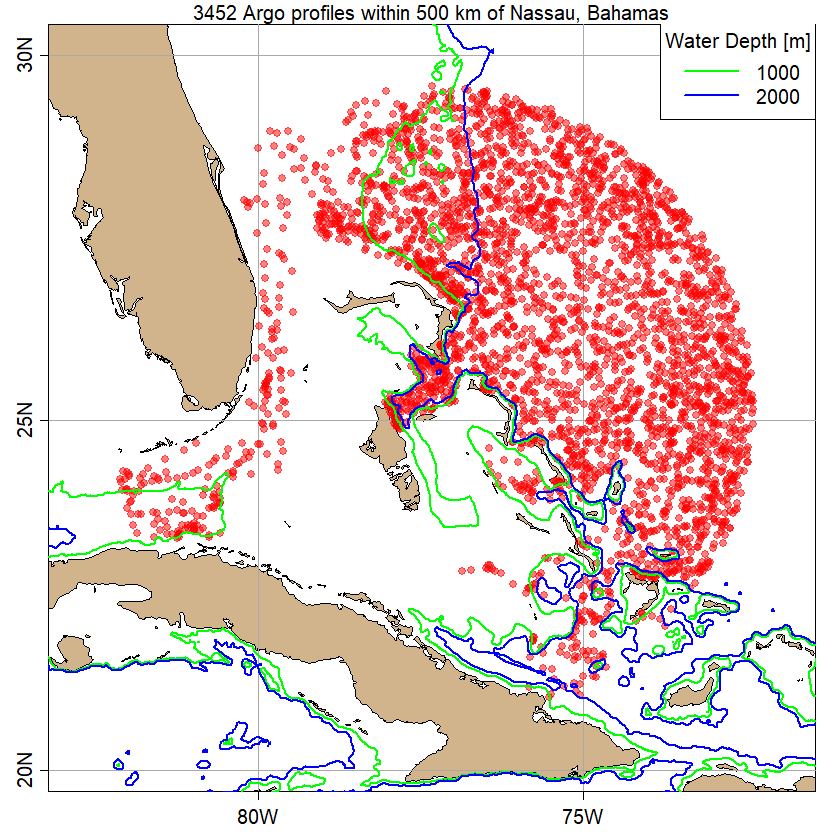 3452 Argo profiles within 500 km of Nassau, Bahamas
Water Depth [m]
1000
2000
30N
25N
20N
80W
75W